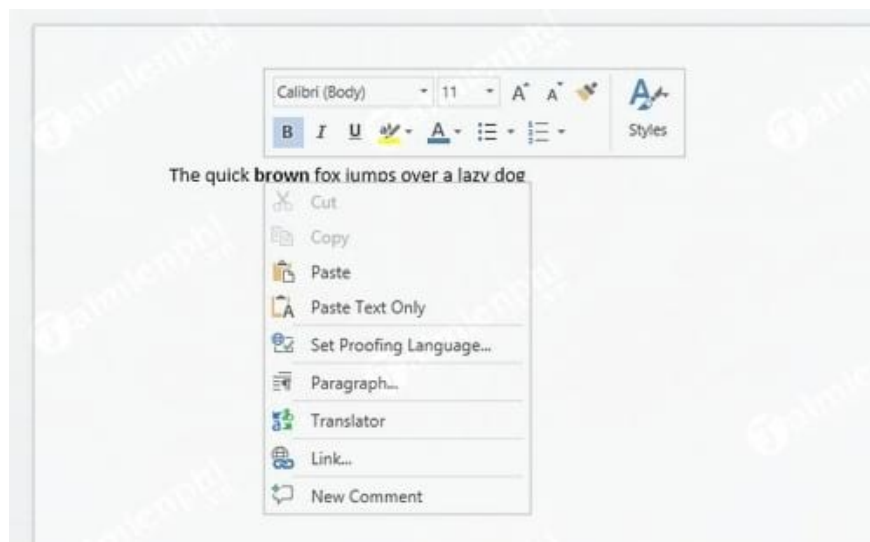 Calibri (Body) 11 A A
B I U ab A Styles
The quick brown fox jumps over a lazy dog
Cut
Copy
Paste
Paste Text Only
Set Proofing Language...
Paragraph...
Translator
Link...
New Comment